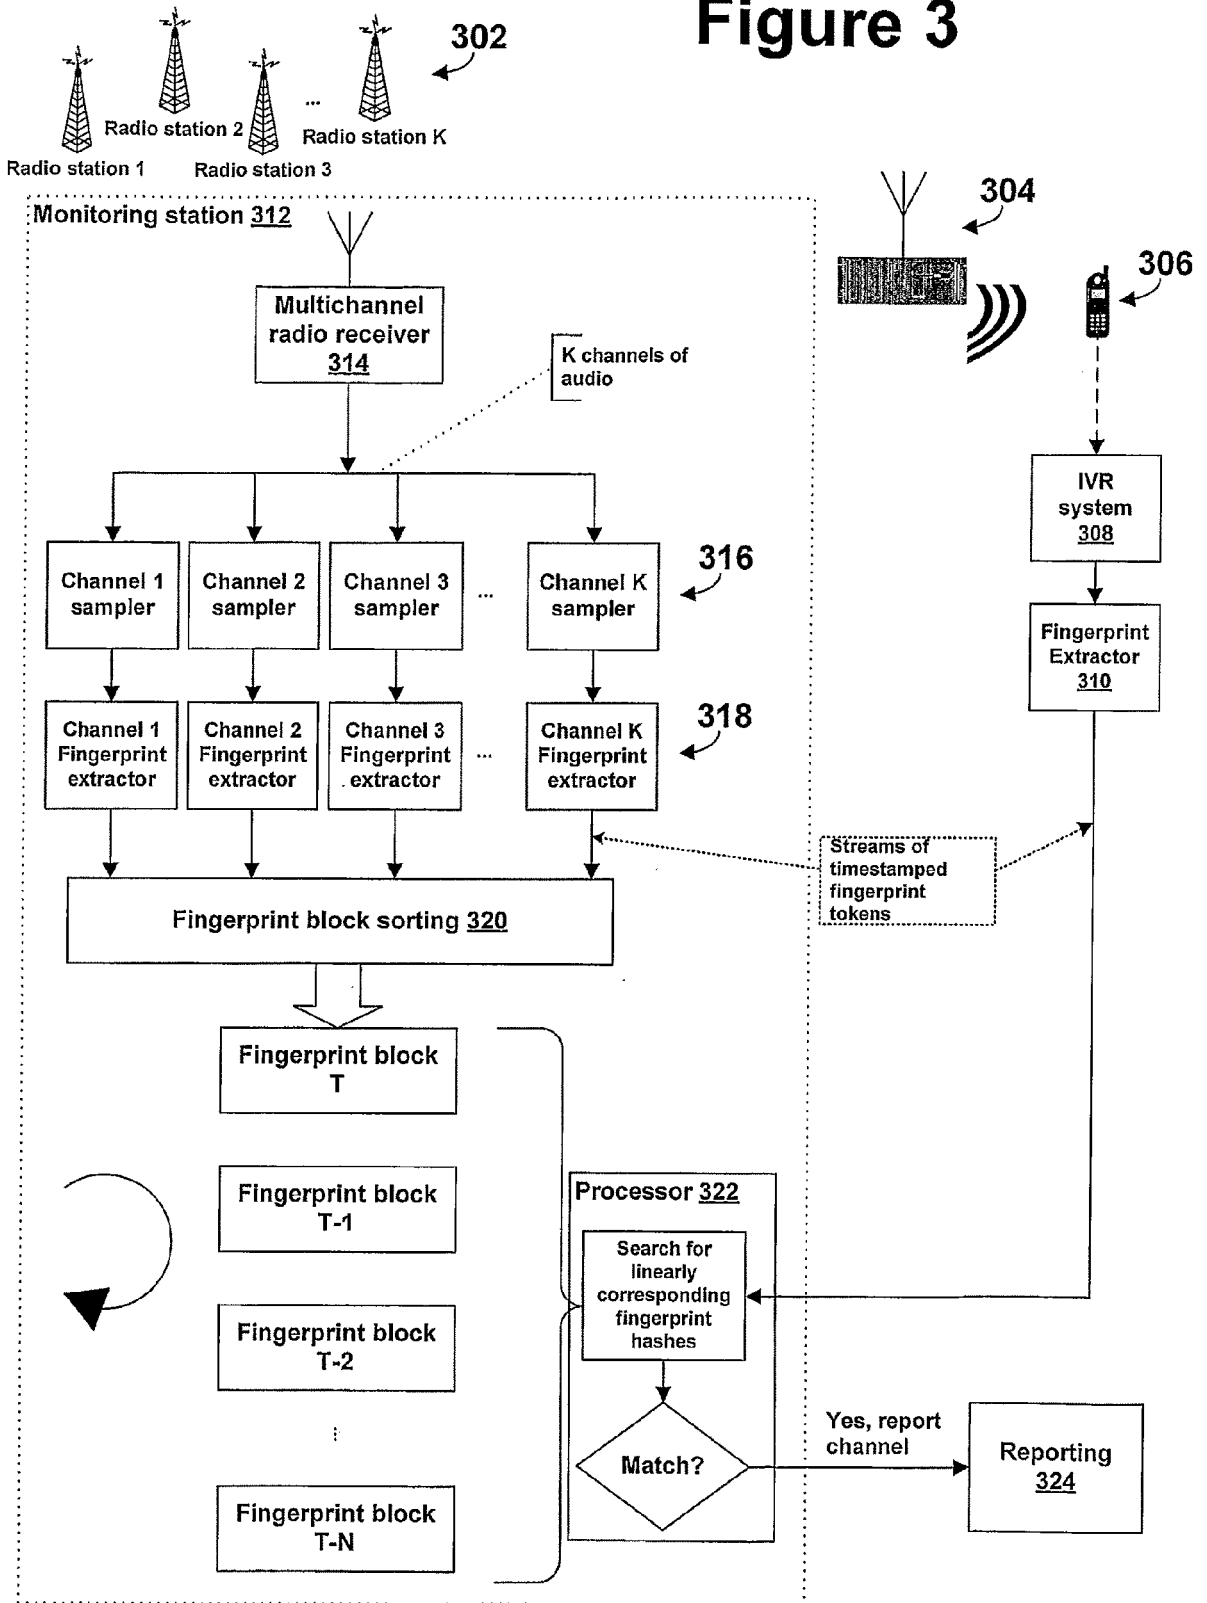 Figure 3
302
Radio station 2
Radio station K
Radio station 1
Radio station 3
...
304
306
Monitoring station 312
Multichannel
radio receiver
314
K channels of
audio
IVR
system
308
Channel 1
sampler
Channel 2
sampler
Channel 3
sampler
...
Channel K
sampler
316
Fingerprint
Extractor
310
Channel 1
Fingerprint
extractor
Channel 2
Fingerprint
extractor
Channel 3
Fingerprint
extractor
...
Channel K
Fingerprint
extractor
318
Streams of
timestamped
fingerprint
tokens
Fingerprint block sorting 320
Fingerprint block
T
Fingerprint block
T-1
Fingerprint block
T-2
...
Fingerprint block
T-N
Processor 322
Search for
linearly
corresponding
fingerprint
hashes
Match?
Yes, report
channel
Reporting
324